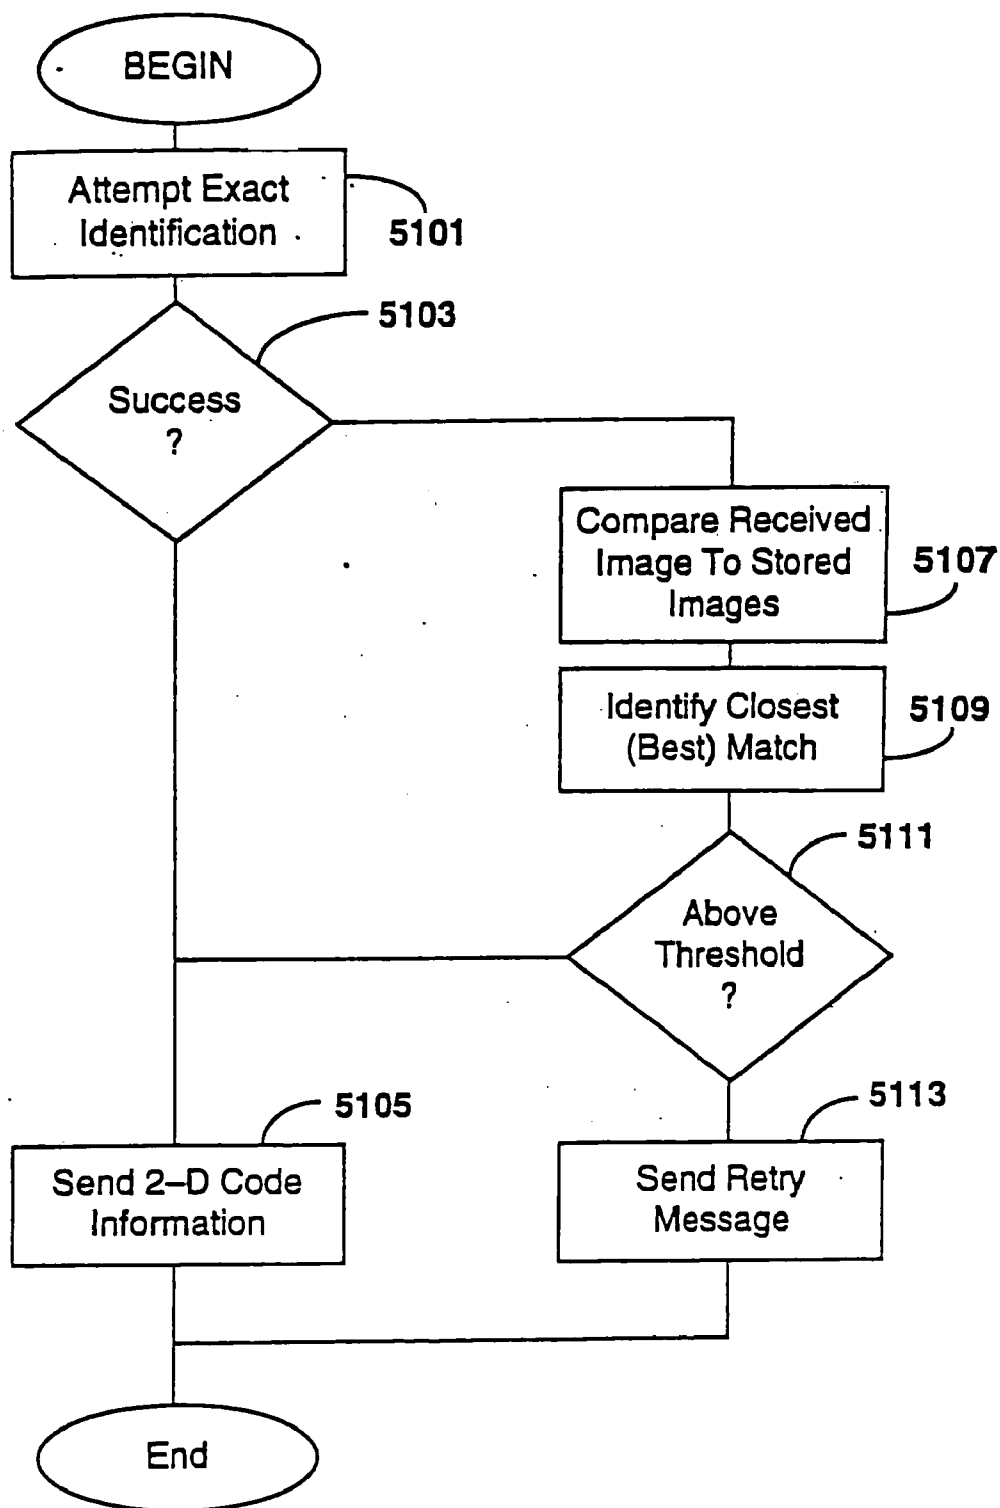 BEGIN
Attempt Exact
Identification
5101
5103
Success
?
Compare Received
Image To Stored
Images
5107
Identify Closest
(Best) Match
5109
5111
Above
Threshold
?
5105
Send 2–D Code
Information
5113
Send Retry
Message
End